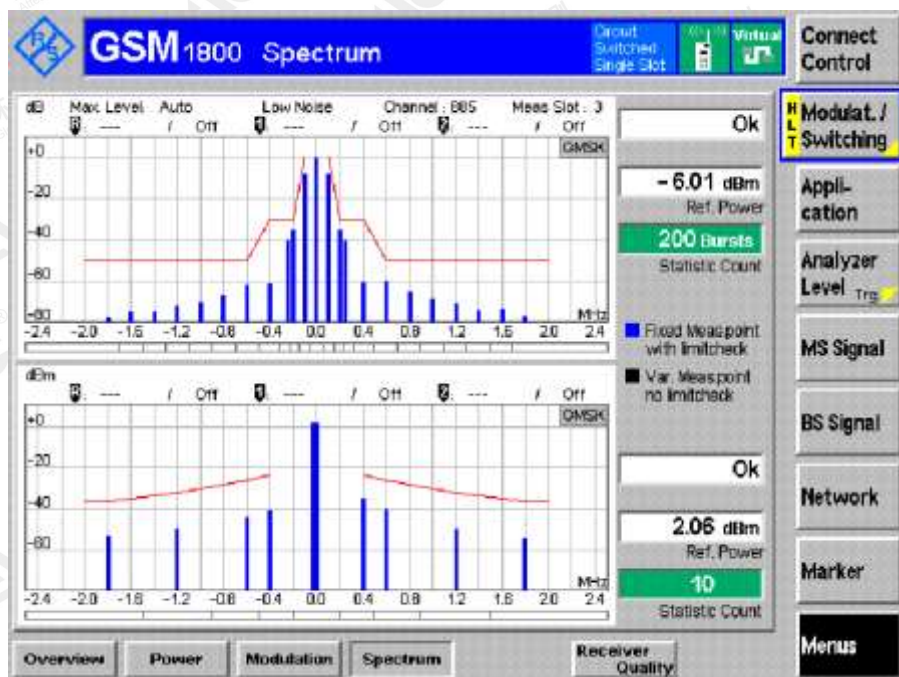 R&S
GSM 1800 Spectrum
Circuit
Switched
Single Slot
Virtual
Connect
Control
dB Max. Level Auto Low Noise Channel : 885 Meas Slot : 3
--- / Off --- / Off --- / Off
GMSK
+0
-20
-40
-60
-80
MHz
-2.4 -2.0 -1.6 -1.2 -0.8 -0.4 0.0 0.4 0.8 1.2 1.6 2.0 2.4
Ok
- 6.01 dBm
Ref. Power
200 Bursts
Statistic Count
Fixed Measpoint
with limitcheck
Var. Measpoint
no limitcheck
dBm
--- / Off --- / Off --- / Off
GMSK
+0
-20
-40
-60
MHz
-2.4 -2.0 -1.6 -1.2 -0.8 -0.4 0.0 0.4 0.8 1.2 1.6 2.0 2.4
Ok
2.06 dBm
Ref. Power
10
Statistic Count
HLT
Modulat. /
Switching
Appli-
cation
Analyzer
Level Trg
MS Signal
BS Signal
Network
Marker
Menus
Overview Power Modulation Spectrum Receiver
Quality